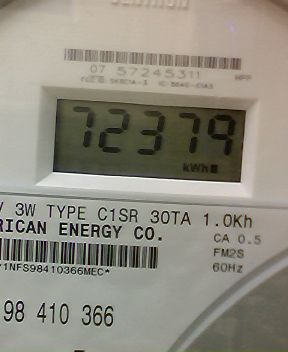 07 57245311
72379
kWh
V 3W TYPE C1SR 30TA 1.0Kh
RICAN ENERGY CO. CA 0.5
FM2S
1NFS98410366MEC* 60Hz
98 410 366